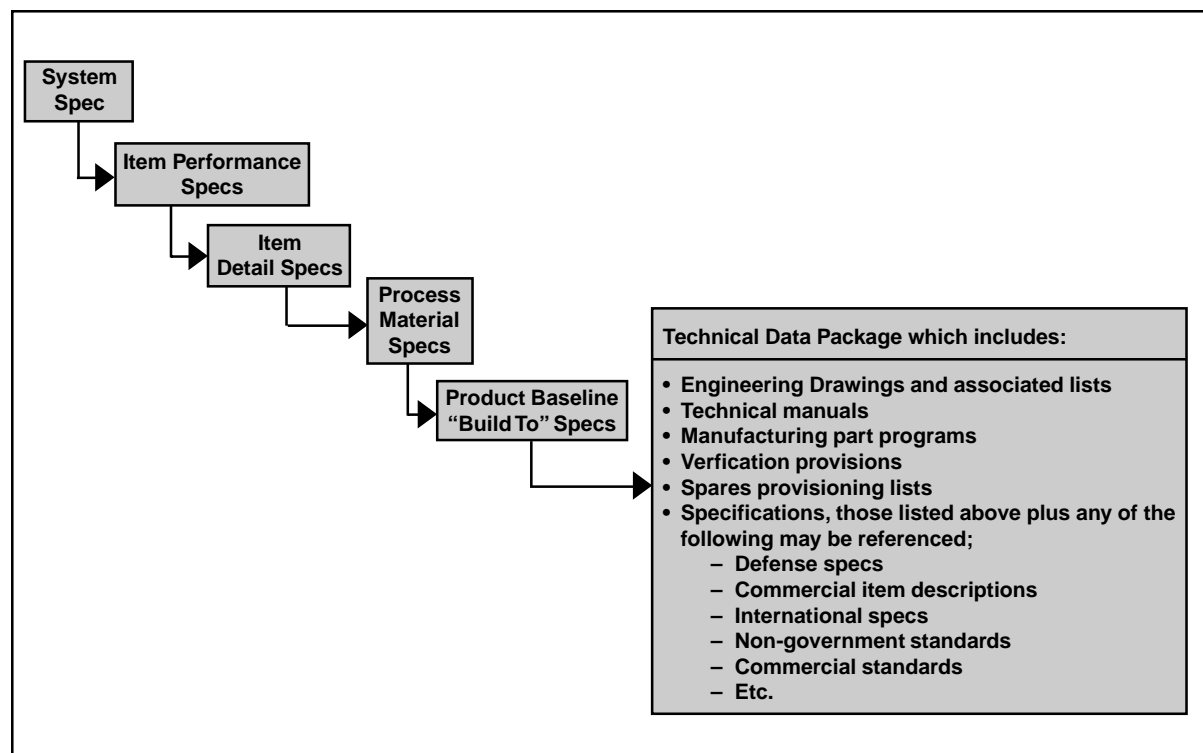 System
Spec
Item Performance
Specs
Item
Detail Specs
Process
Material
Specs
Product Baseline
“Build To” Specs
Technical Data Package which includes:
• Engineering Drawings and associated lists
• Technical manuals
• Manufacturing part programs
• Verfication provisions
• Spares provisioning lists
• Specifications, those listed above plus any of the
following may be referenced;
– Defense specs
– Commercial item descriptions
– International specs
– Non-government standards
– Commercial standards
– Etc.